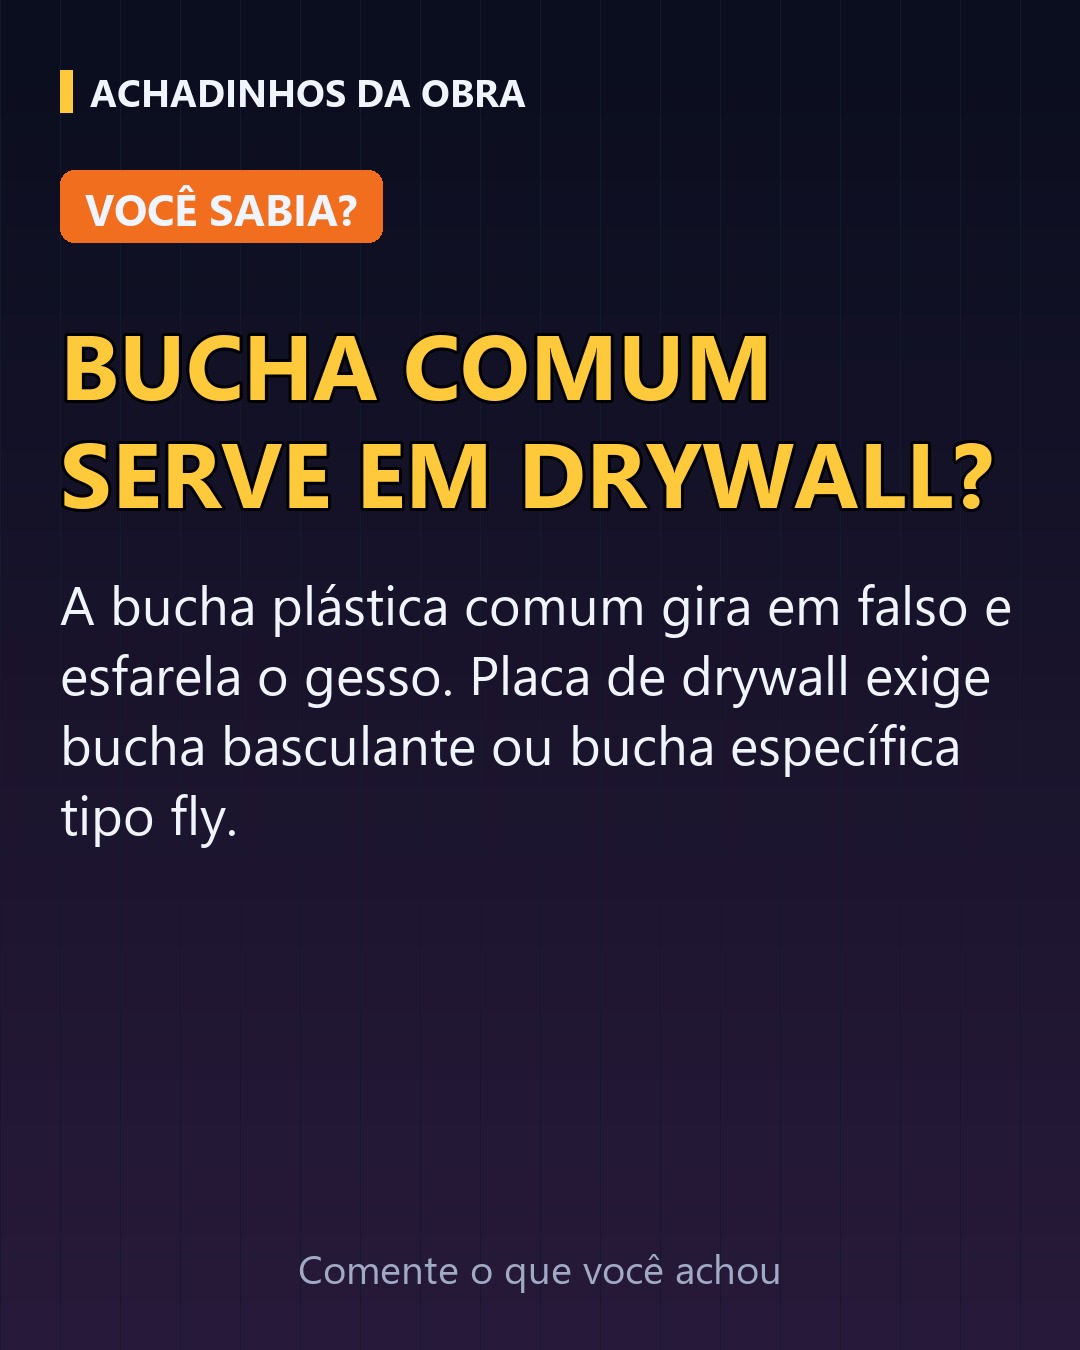 ACHADINHOS DA OBRA
VOCÊ SABIA?
BUCHA COMUM
SERVE EM DRYWALL?
A bucha plástica comum gira em falso e
esfarela o gesso. Placa de drywall exige
bucha basculante ou bucha específica
tipo fly.
Comente o que você achou